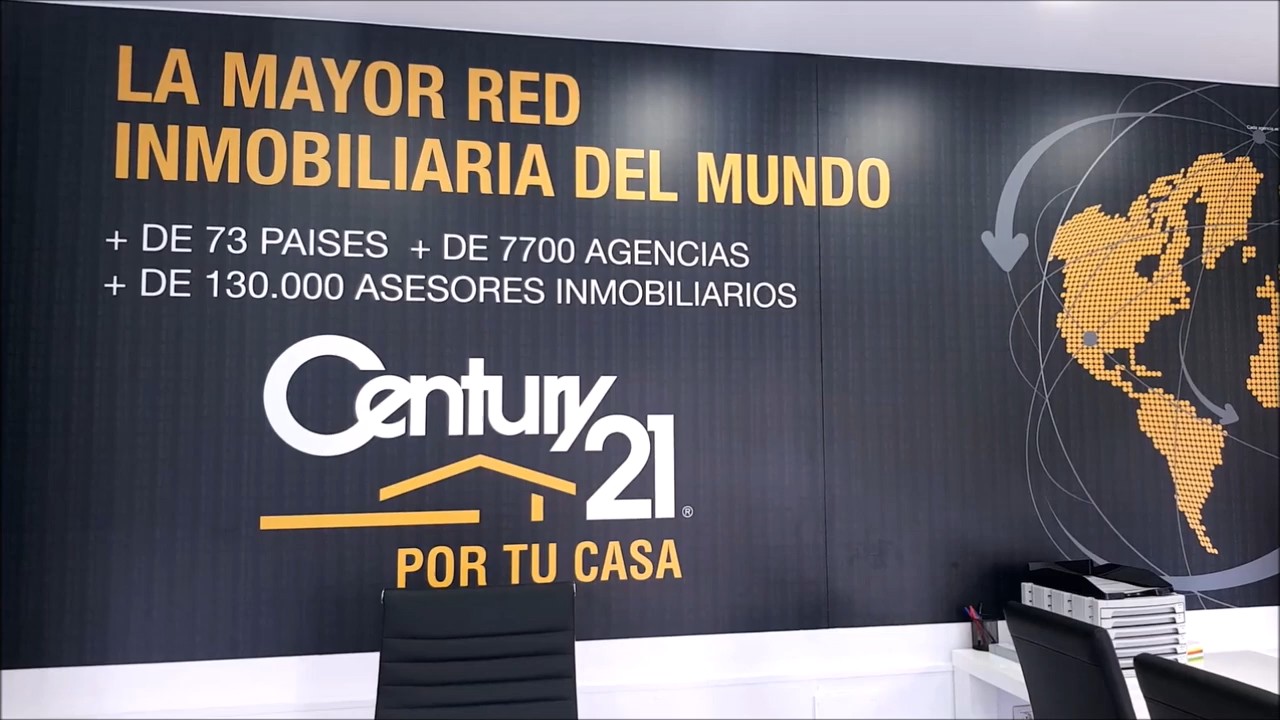 LA MAYOR RED
INMOBILIARIA DEL MUNDO
+ DE 73 PAISES + DE 7700 AGENCIAS
+ DE 130.000 ASESORES INMOBILIARIOS
Century
21®
POR TU CASA